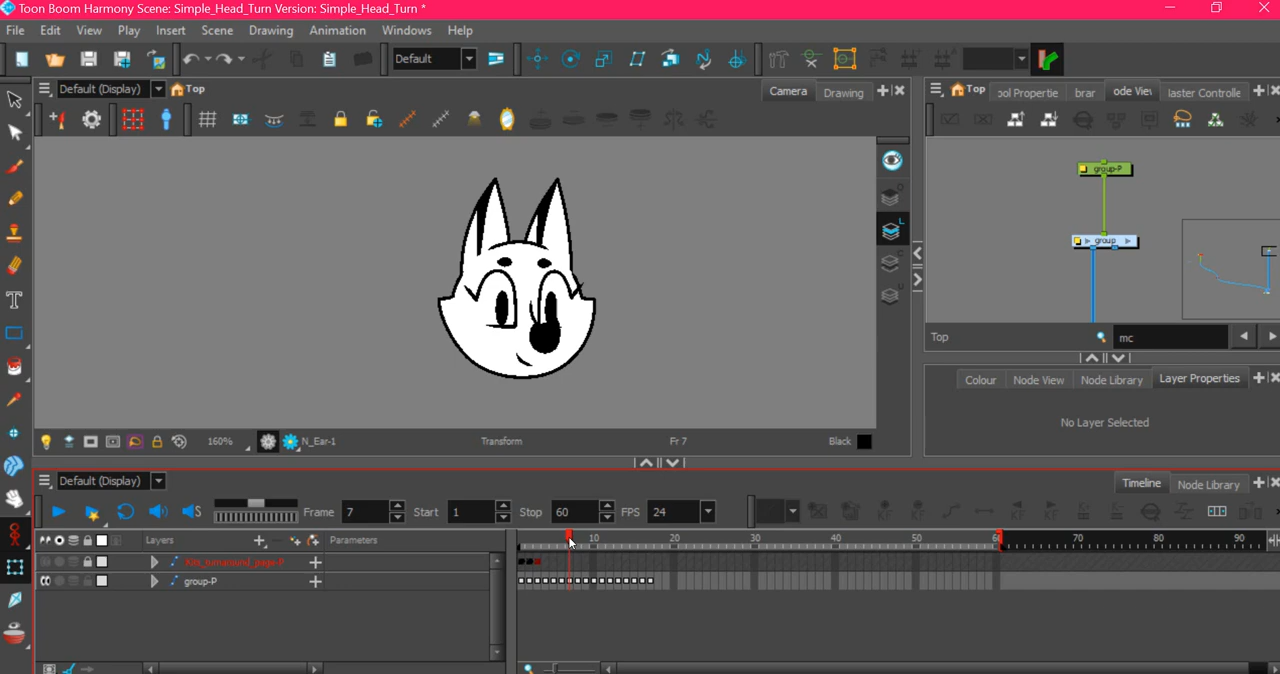 Toon Boom Harmony Scene: Simple_Head_Turn Version: Simple_Head_Turn *
File Edit View Play Insert Scene Drawing Animation Windows Help
Default
Default (Display) Top Camera Drawing
Top ool Propertie brar ode Viev laster Controlle
group-P
group
Top mc
Colour Node View Node Library Layer Properties
No Layer Selected
160% N_Ear-1 Transform Fr 7 Black
Default (Display) Timeline Node Library
Frame 7 Start 1 Stop 60 FPS 24
Layers Parameters 10 20 30 40 50 60 70 80 90
group-P